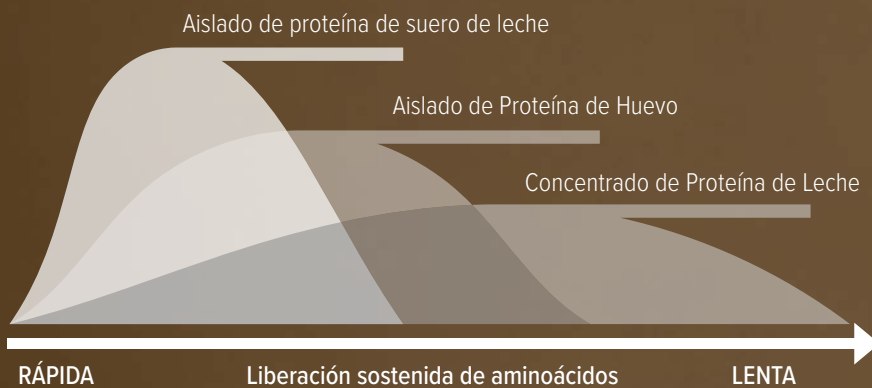 Aislado de proteína de suero de leche
Aislado de Proteína de Huevo
Concentrado de Proteína de Leche
RÁPIDA
Liberación sostenida de aminoácidos
LENTA